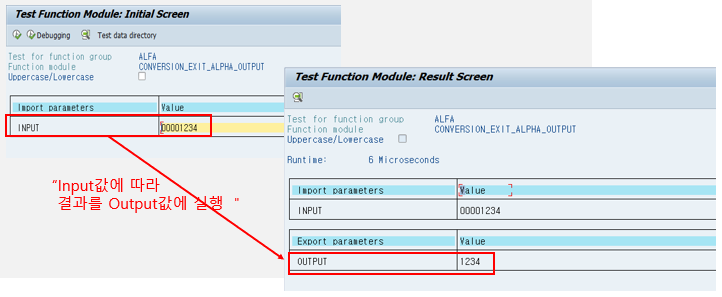 Test Function Module: Initial Screen
Debugging Test data directory
Test for function group ALFA
Function module CONVERSION_EXIT_ALPHA_OUTPUT
Uppercase/Lowercase
Import parameters Value
INPUT 00001234
"Input값에 따라
결과를 Output값에 실행 "
Test Function Module: Result Screen
Test for function group ALFA
Function module CONVERSION_EXIT_ALPHA_OUTPUT
Uppercase/Lowercase
Runtime: 6 Microseconds
Import parameters Value
INPUT 00001234
Export parameters Value
OUTPUT 1234